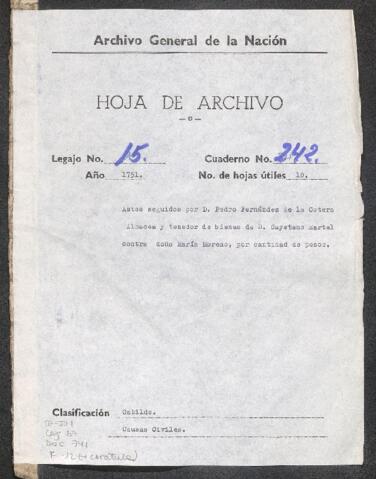 Archivo General de la Nación
HOJA DE ARCHIVO
Legajo No. 15. Cuaderno No. 242.
Año 1751. No. de hojas útiles 10.
Autos seguidos por D. Pedro Fernández de la Cotera
Albacea y tenedor de bienes de D. Cayetano Martel
contra doña María Moreno, por cantidad de pesos.
Clasificación Cabildo.
Causas Civiles.
DOC 741